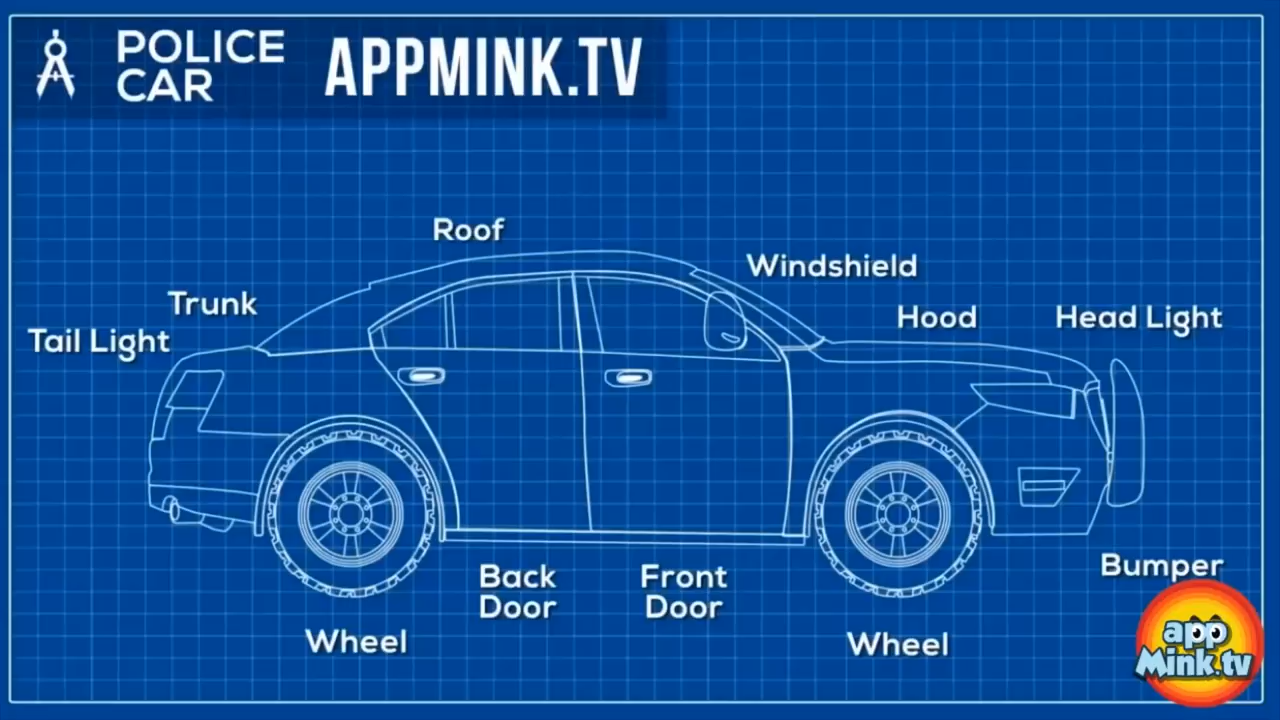 POLICE
CAR
APPMINK.TV
Roof
Windshield
Trunk
Hood
Head Light
Tail Light
Bumper
Back
Door
Front
Door
Wheel
Wheel
app
Mink.tv